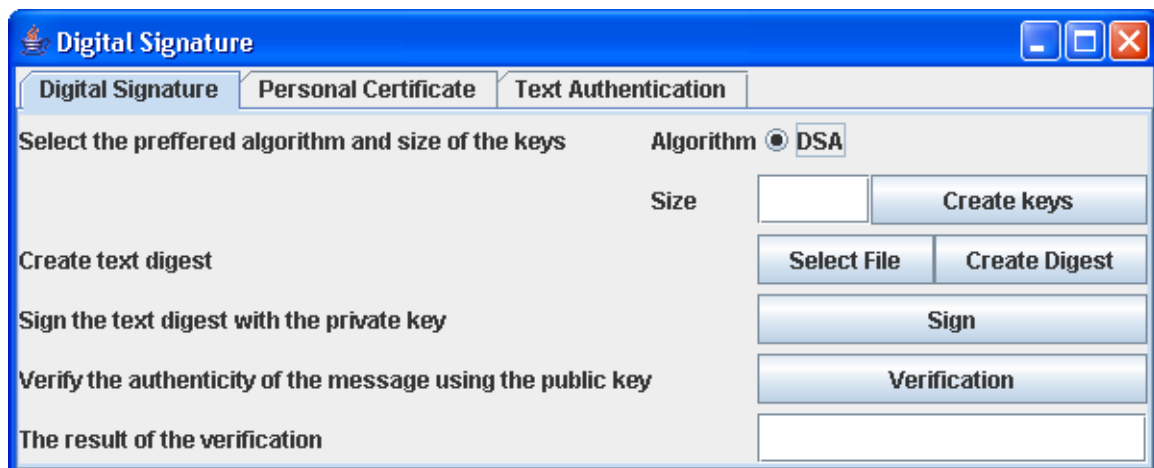 Digital Signature
Digital Signature Personal Certificate Text Authentication
Select the preffered algorithm and size of the keys Algorithm DSA
Size Create keys
Create text digest Select File Create Digest
Sign the text digest with the private key Sign
Verify the authenticity of the message using the public key Verification
The result of the verification